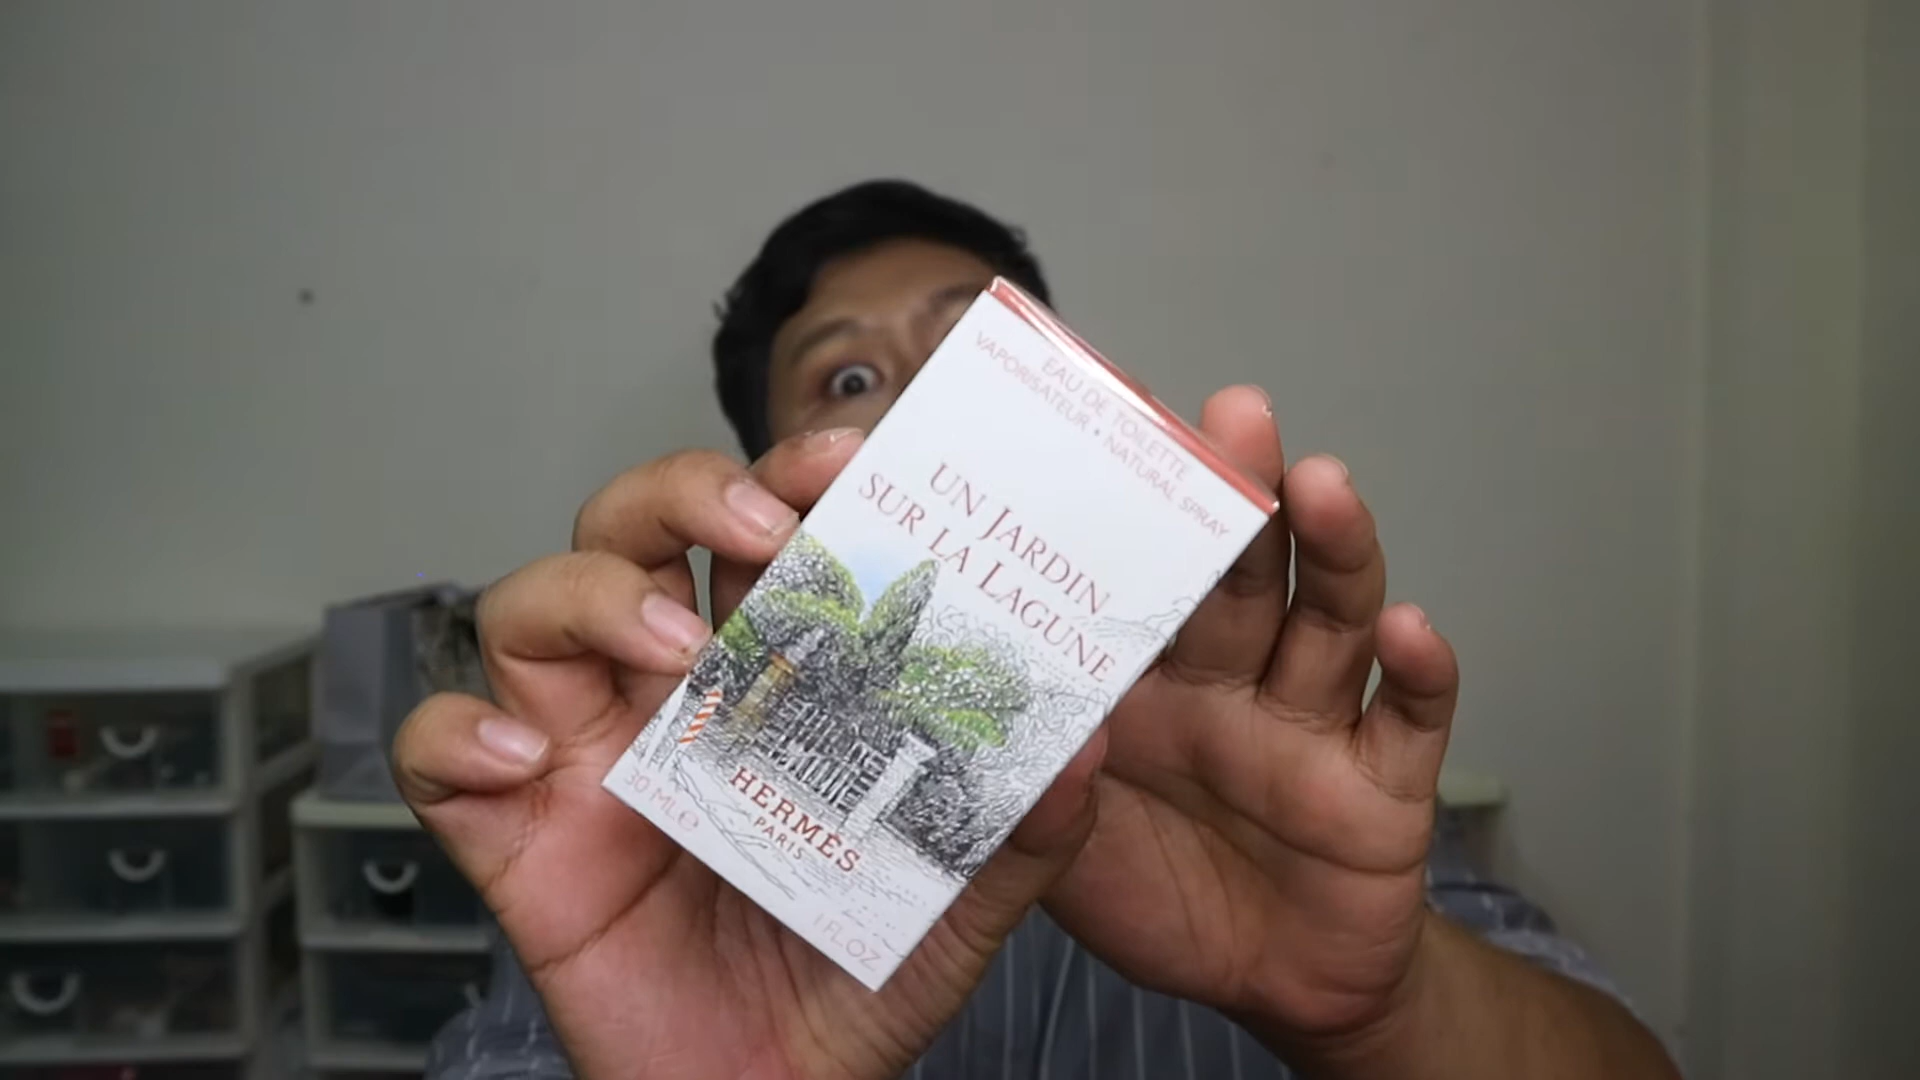 EAU DE TOILETTE
VAPORISATEUR • NATURAL SPRAY
UN JARDIN
SUR LA LAGUNE
HERMÈS
PARIS
30 ML℮
1 FL.OZ